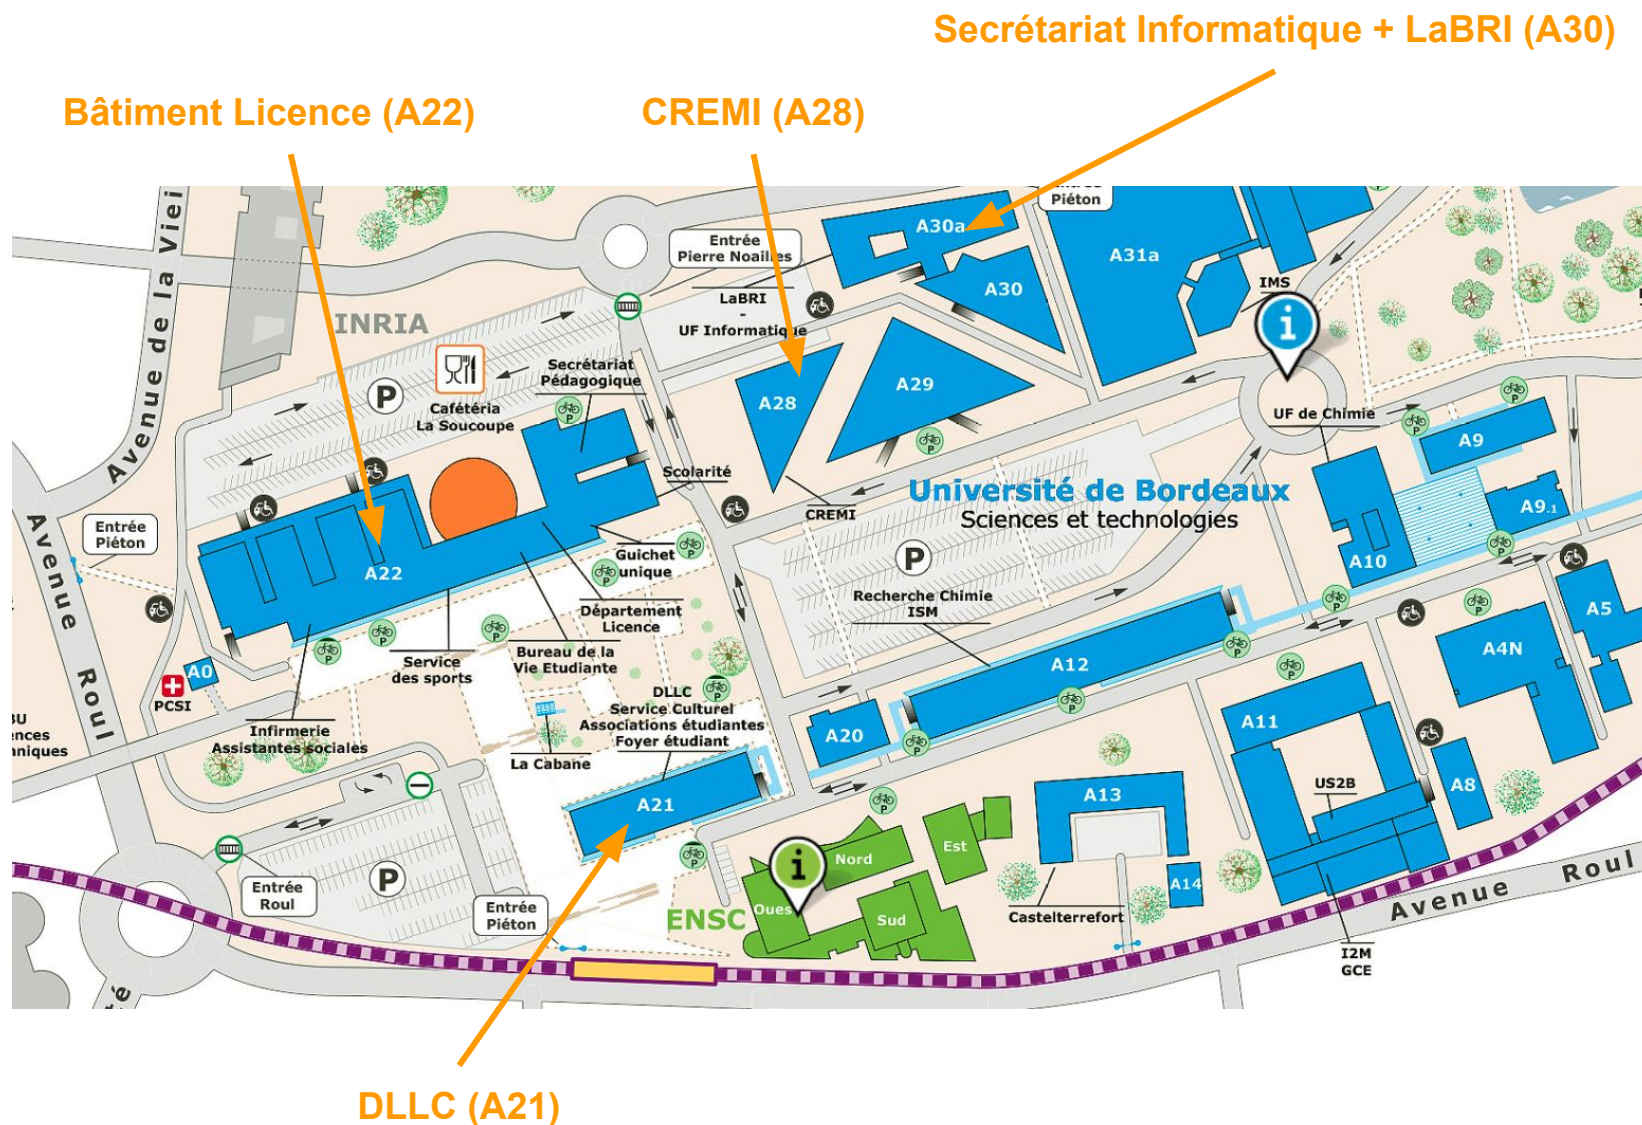 Secrétariat Informatique + LaBRI (A30)
Bâtiment Licence (A22)
CREMI (A28)
Avenue de la Viei
Entrée
Pierre Noailles
Piéton
A30a
A31a
A30
IMS
i
LaBRI
-
UF Informatique
INRIA
P
Cafétéria
La Soucoupe
Secrétariat
Pédagogique
P
A28
A29
P
UF de Chimie
P
P
A9
Scolarité
CREMI
Université de Bordeaux
Sciences et technologies
A9.1
P
A10
Entrée
Piéton
Avenue Roul
A22
Guichet
unique
P
P
P
Recherche Chimie
ISM
Département
Licence
Bureau de la
Vie Etudiante
Service
des sports
P
P
P
A0
PCSI
A12
P
P
P
P
A5
A4N
BU
ences
hniques
Infirmerie
Assistantes sociales
DLLC
Service Culturel
Associations étudiantes
Foyer étudiant
P
La Cabane
A20
P
P
A11
A21
P
A13
US2B
A8
P
i
Nord
Est
Oues
Sud
ENSC
P
Entrée
Roul
Entrée
Piéton
Castelterrefort
A14
I2M
GCE
Avenue Roul
té
DLLC (A21)